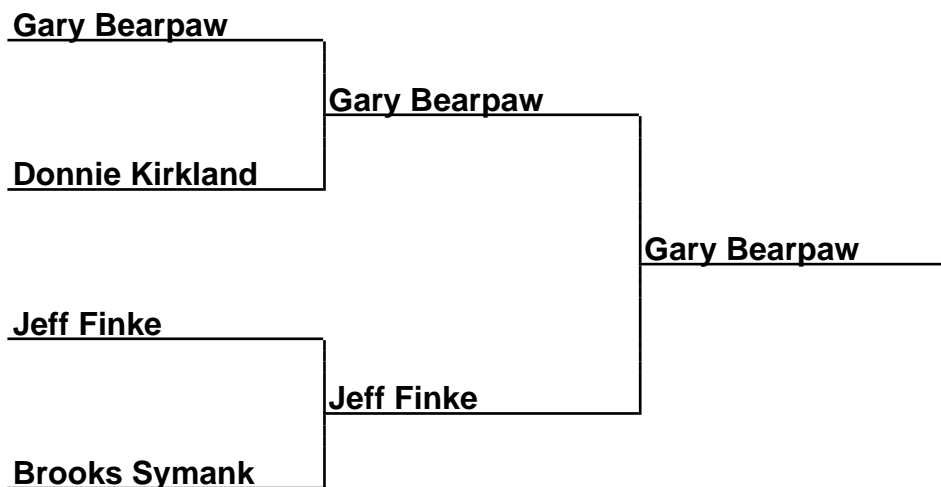 Gary Bearpaw
Gary Bearpaw
Donnie Kirkland
Gary Bearpaw
Jeff Finke
Jeff Finke
Brooks Symank